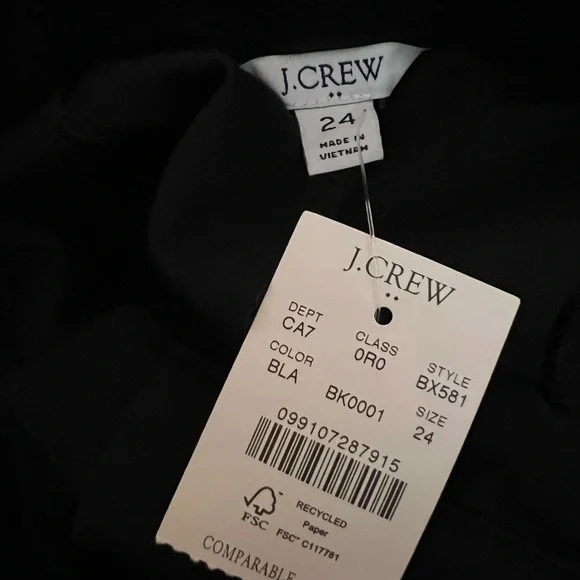 J.CREW
24
MADE IN
VIETNAM
J.CREW
DEPT CLASS STYLE
CA7 0R0 BX581
COLOR SIZE
BLA BK0001 24
099107287915
FSC
RECYCLED
Paper
FSC™ C117781
COMPARABLE